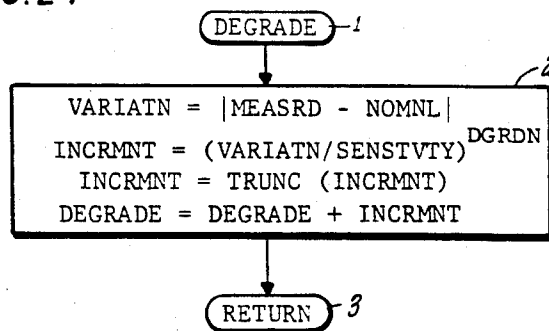 DEGRADE 1
2
VARIATN = |MEASRD - NOMNL|
INCRMNT = (VARIATN/SENSTVTY)^DGRDN
INCRMNT = TRUNC (INCRMNT)
DEGRADE = DEGRADE + INCRMNT
RETURN 3